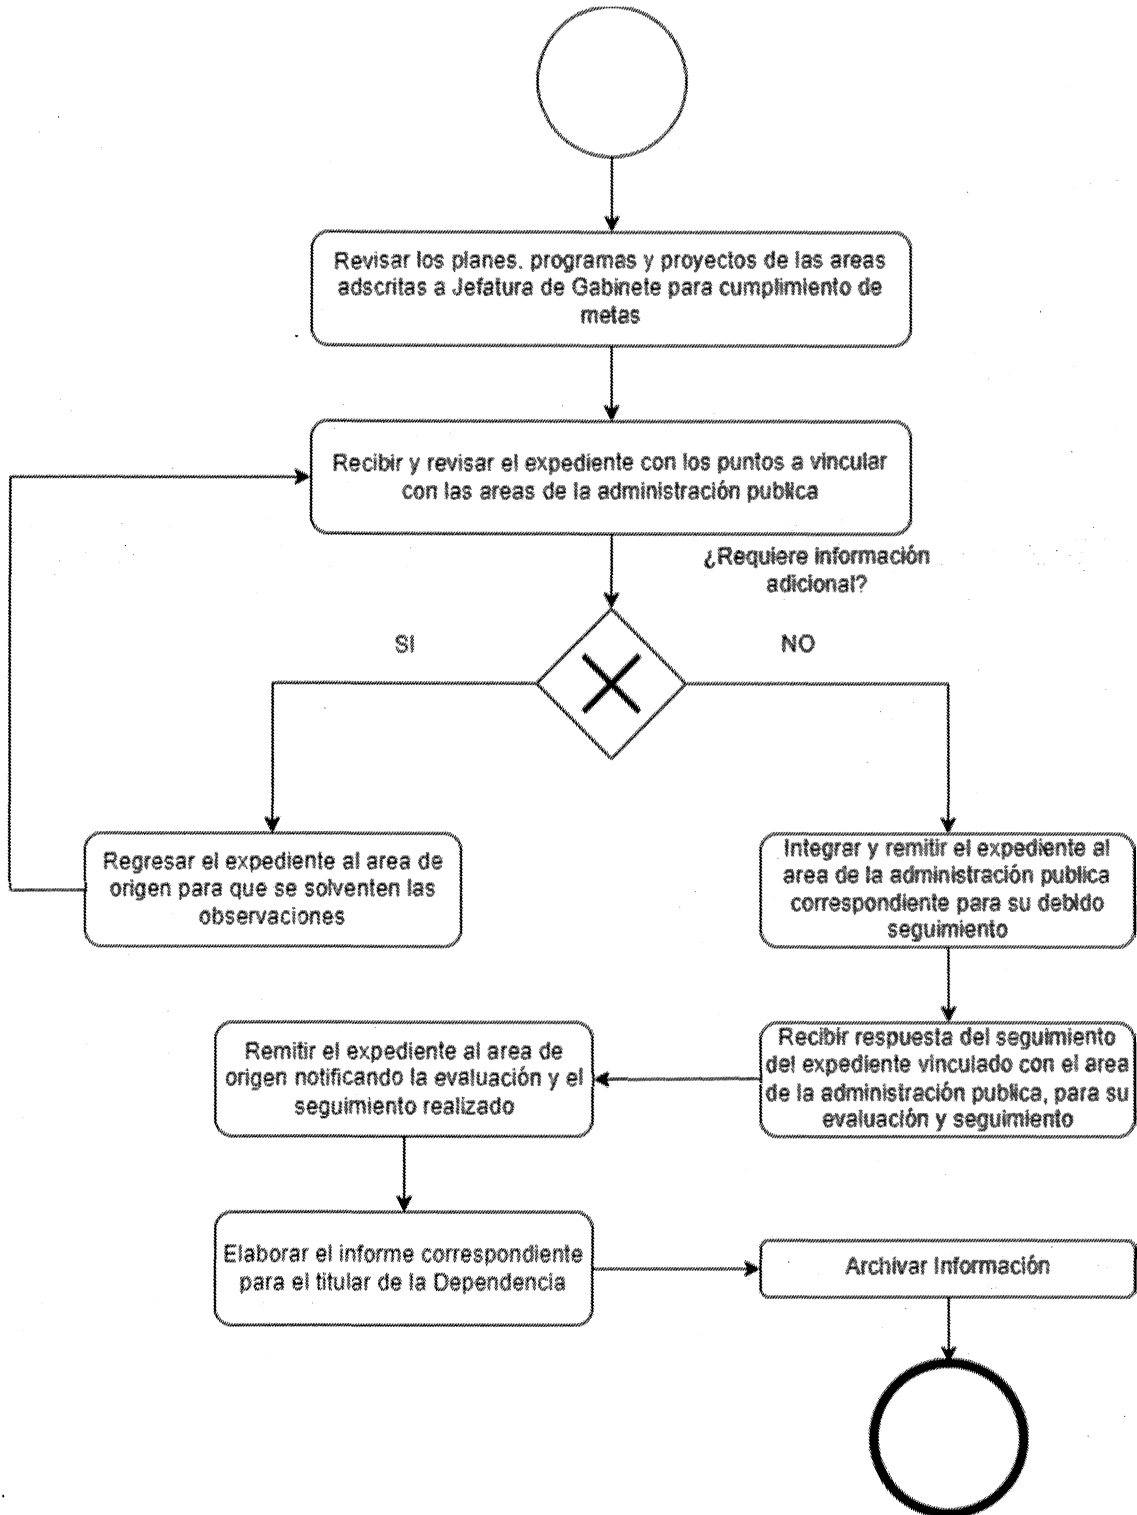 Revisar los planes. programas y proyectos de las areas
adscritas a Jefatura de Gabinete para cumplimiento de
metas
Recibir y revisar el expediente con los puntos a vincular
con las areas de la administración publica
¿Requiere información
adicional?
SI
NO
Regresar el expediente al area de
origen para que se solventen las
observaciones
Integrar y remitir el expediente al
area de la administración publica
correspondiente para su debido
seguimiento
Recibir respuesta del seguimiento
del expediente vinculado con el area
de la administración publica, para su
evaluación y seguimiento
Remitir el expediente al area de
origen notificando la evaluación y el
seguimiento realizado
Elaborar el informe correspondiente
para el titular de la Dependencia
Archivar Información